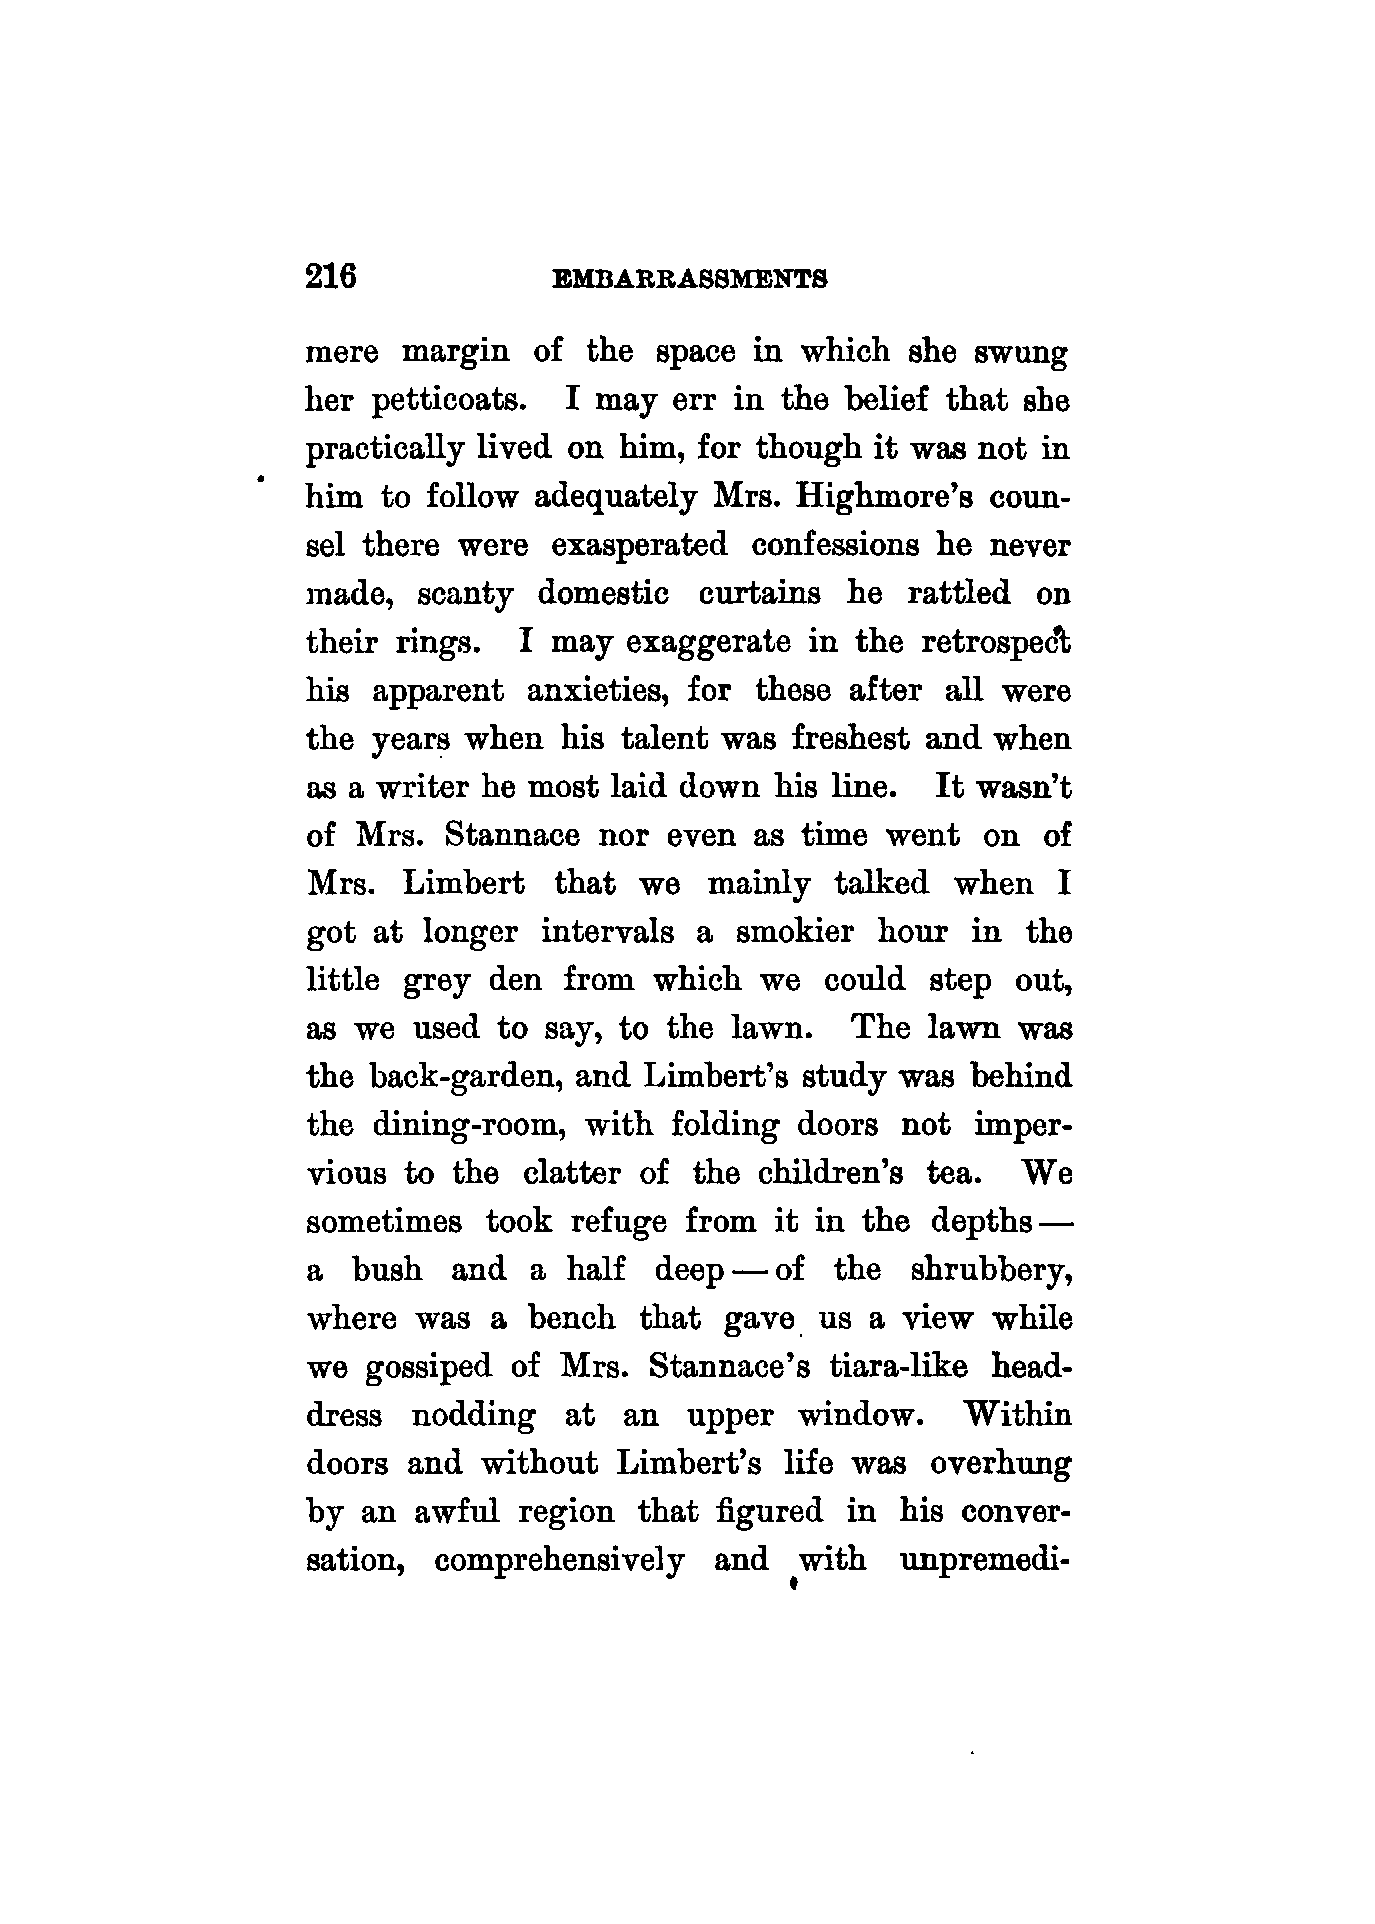 216 EMBARRASSMENTS
mere margin of the space in which she swung
her petticoats. I may err in the belief that she
practically lived on him, for though it was not in
him to follow adequately Mrs. Highmore's coun-
sel there were exasperated confessions he never
made, scanty domestic curtains he rattled on
their rings. I may exaggerate in the retrospect
his apparent anxieties, for these after all were
the years when his talent was freshest and when
as a writer he most laid down his line. It wasn't
of Mrs. Stannace nor even as time went on of
Mrs. Limbert that we mainly talked when I
got at longer intervals a smokier hour in the
little grey den from which we could step out,
as we used to say, to the lawn. The lawn was
the back-garden, and Limbert's study was behind
the dining-room, with folding doors not imper-
vious to the clatter of the children's tea. We
sometimes took refuge from it in the depths —
a bush and a half deep — of the shrubbery,
where was a bench that gave us a view while
we gossiped of Mrs. Stannace's tiara-like head-
dress nodding at an upper window. Within
doors and without Limbert's life was overhung
by an awful region that figured in his conver-
sation, comprehensively and with unpremedi-